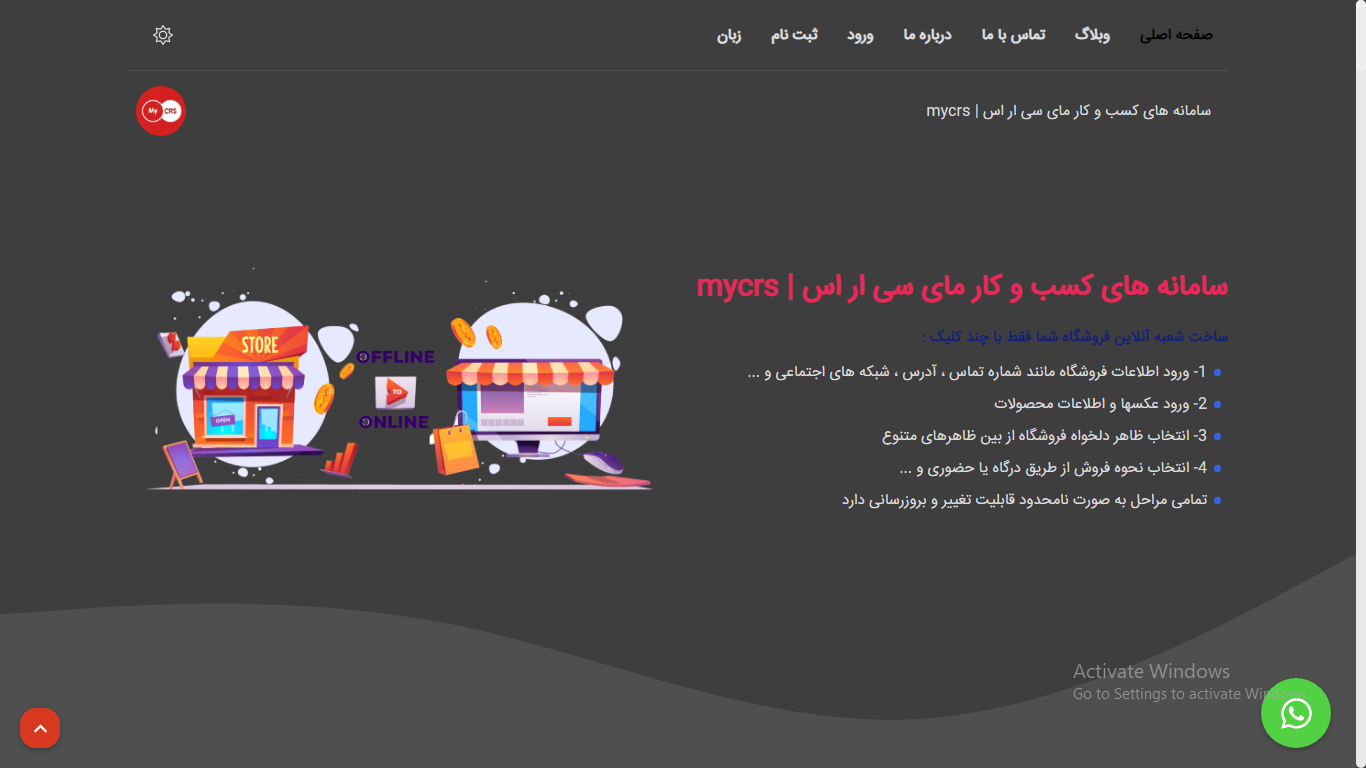 صفحه اصلی وبلاگ تماس با ما درباره ما ورود ثبت نام زبان
سامانه های کسب و کار مای سی ار اس | mycrs
My CRS
سامانه های کسب و کار مای سی ار اس | mycrs
ساخت شعبه آنلاین فروشگاه شما فقط با چند کلیک :
1- ورود اطلاعات فروشگاه مانند شماره تماس ، آدرس ، شبکه های اجتماعی و ...
2- ورود عکسها و اطلاعات محصولات
3- انتخاب ظاهر دلخواه فروشگاه از بین ظاهرهای متنوع
4- انتخاب نحوه فروش از طریق درگاه یا حضوری و ...
تمامی مراحل به صورت نامحدود قابلیت تغییر و بروزرسانی دارد
STORE
OPEN
OFFLINE
TO
ONLINE
Activate Windows
Go to Settings to activate Windows.